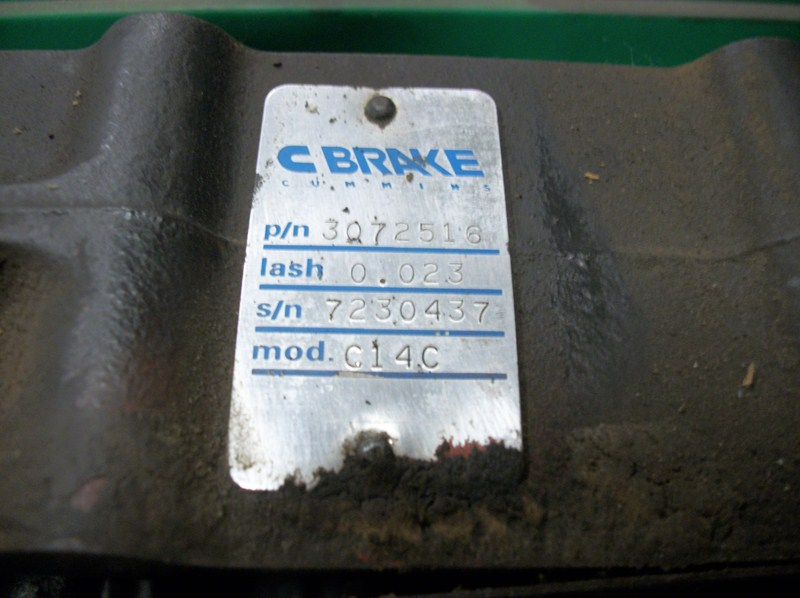 C BRAKE
CUMMINS
p/n 3072516
lash 0.023
s/n 7230437
mod. C14C